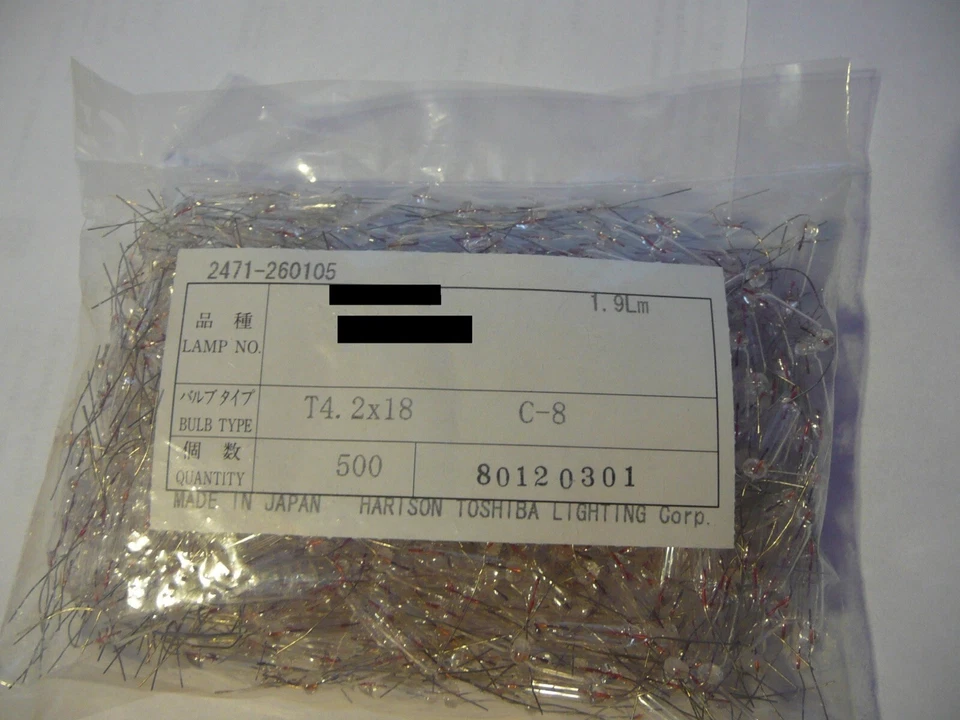 2471-260105
1.9Lm
品 種
LAMP NO.
バルブタイプ
BULB TYPE
T4.2x18 C-8
個 数
QUANTITY
500 80120301
MADE IN JAPAN HARISON TOSHIBA LIGHTING Corp.